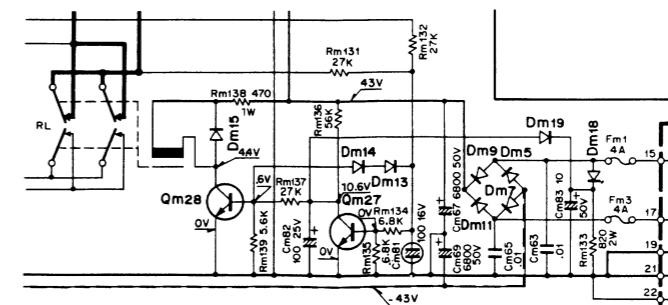 Rm132
27K
Rm131
27K
Rm138 470
1W
Rm136
56K
43V
RL
Dm15
44V
Dm14
Dm13
Dm19
Dm18
Fm1
4A
15
Dm9
Dm5
Qm28
.6V
Rm137
27K
10.6V
Qm27
Dm7
Dm11
Cm67
6800 50V
Cm83 10
50V
Fm3
4A
17
0V
Rm139 5.6K
Cm82
100 25V
0V
0V
Rm134
6.8K
Rm135
6.8K
Cm81
100 16V
Cm69
6800
50V
Cm65
.01
Cm63
.01
Rm133
820
2W
19
21
22
-43V